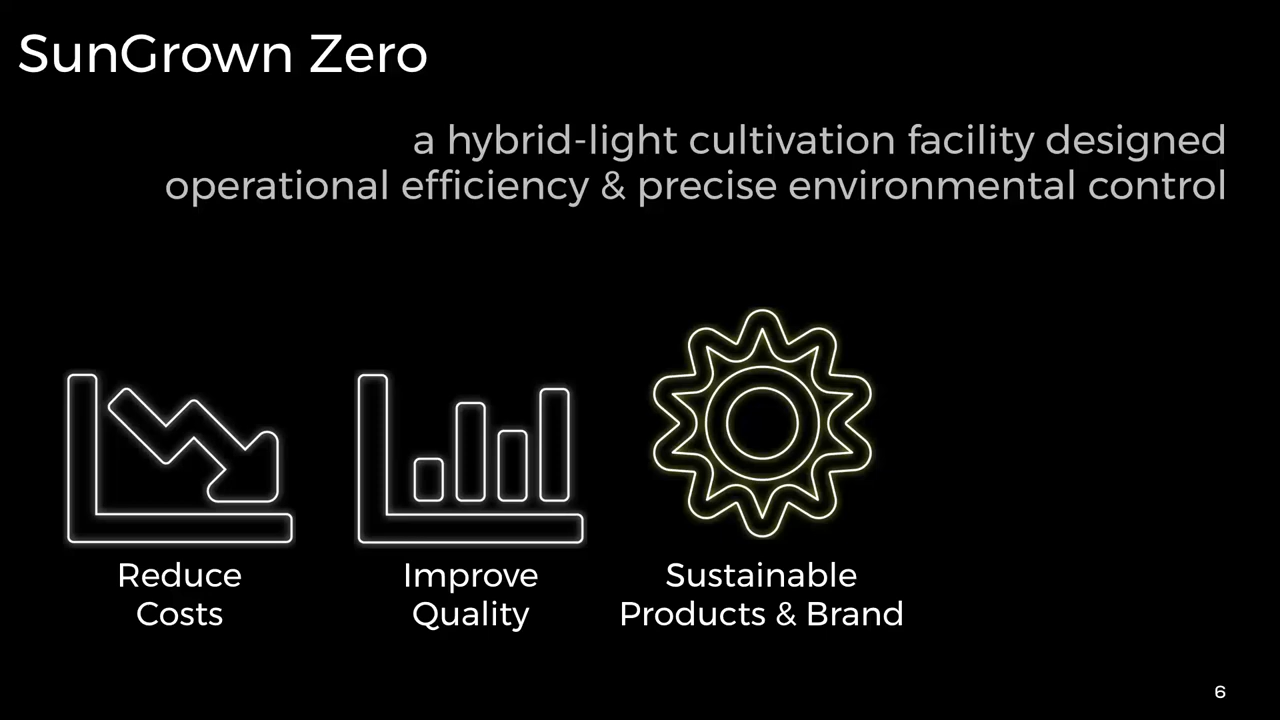 SunGrown Zero
a hybrid-light cultivation facility designed
operational efficiency & precise environmental control
Reduce
Costs
Improve
Quality
Sustainable
Products & Brand
6